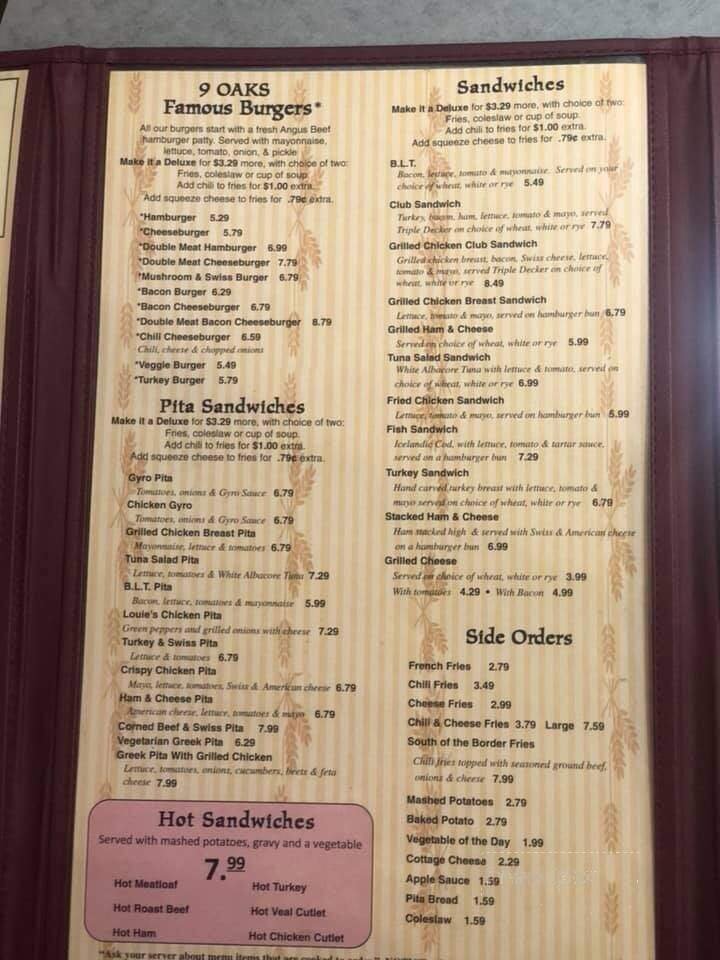 9 OAKS
Famous Burgers*
All our burgers start with a fresh Angus Beef
hamburger patty. Served with mayonnaise,
lettuce, tomato, onion, & pickle
Make it a Deluxe for $3.29 more, with choice of two:
Fries, coleslaw or cup of soup.
Add chili to fries for $1.00 extra.
Add squeeze cheese to fries for .79¢ extra.
*Hamburger 5.29
*Cheeseburger 5.79
*Double Meat Hamburger 6.99
*Double Meat Cheeseburger 7.79
*Mushroom & Swiss Burger 6.79
*Bacon Burger 6.29
*Bacon Cheeseburger 6.79
*Double Meat Bacon Cheeseburger 8.79
*Chili Cheeseburger 6.59
Chili, cheese & chopped onions
*Veggie Burger 5.49
*Turkey Burger 5.79
Pita Sandwiches
Make it a Deluxe for $3.29 more, with choice of two:
Fries, coleslaw or cup of soup.
Add chili to fries for $1.00 extra.
Add squeeze cheese to fries for .79¢ extra.
Gyro Pita
Tomatoes, onions & Gyro Sauce 6.79
Chicken Gyro
Tomatoes, onions & Gyro Sauce 6.79
Grilled Chicken Breast Pita
Mayonnaise, lettuce & tomatoes 6.79
Tuna Salad Pita
Lettuce, tomatoes & White Albacore Tuna 7.29
B.L.T. Pita
Bacon, lettuce, tomatoes & mayonnaise 5.99
Louie's Chicken Pita
Green peppers and grilled onions with cheese 7.29
Turkey & Swiss Pita
Lettuce & tomatoes 6.79
Crispy Chicken Pita
Mayo, lettuce, tomatoes, Swiss & American cheese 6.79
Ham & Cheese Pita
American cheese, lettuce, tomatoes & mayo 6.79
Corned Beef & Swiss Pita 7.99
Vegetarian Greek Pita 6.29
Greek Pita With Grilled Chicken
Lettuce, tomatoes, onions, cucumbers, beets & feta
cheese 7.99
Hot Sandwiches
Served with mashed potatoes, gravy and a vegetable
7.99
Hot Meatloaf Hot Turkey
Hot Roast Beef Hot Veal Cutlet
Hot Ham Hot Chicken Cutlet
"Ask your server about menu items that are cooked to order
Sandwiches
Make it a Deluxe for $3.29 more, with choice of two:
Fries, coleslaw or cup of soup.
Add chili to fries for $1.00 extra.
Add squeeze cheese to fries for .79¢ extra.
B.L.T.
Bacon, lettuce, tomato & mayonnaise. Served on your
choice of wheat, white or rye 5.49
Club Sandwich
Turkey, bacon, ham, lettuce, tomato & mayo, served
Triple Decker on choice of wheat, white or rye 7.79
Grilled Chicken Club Sandwich
Grilled chicken breast, bacon, Swiss cheese, lettuce,
tomato & mayo, served Triple Decker on choice of
wheat, white or rye 8.49
Grilled Chicken Breast Sandwich
Lettuce, tomato & mayo, served on hamburger bun 6.79
Grilled Ham & Cheese
Served on choice of wheat, white or rye 5.99
Tuna Salad Sandwich
White Albacore Tuna with lettuce & tomato, served on
choice of wheat, white or rye 6.99
Fried Chicken Sandwich
Lettuce, tomato & mayo, served on hamburger bun 5.99
Fish Sandwich
Icelandic Cod, with lettuce, tomato & tartar sauce,
served on a hamburger bun 7.29
Turkey Sandwich
Hand carved turkey breast with lettuce, tomato &
mayo served on choice of wheat, white or rye 6.79
Stacked Ham & Cheese
Ham stacked high & served with Swiss & American cheese
on a hamburger bun 6.99
Grilled Cheese
Served on choice of wheat, white or rye 3.99
With tomatoes 4.29 • With Bacon 4.99
Side Orders
French Fries 2.79
Chili Fries 3.49
Cheese Fries 2.99
Chili & Cheese Fries 3.79 Large 7.59
South of the Border Fries
Chili fries topped with seasoned ground beef,
onions & cheese 7.99
Mashed Potatoes 2.79
Baked Potato 2.79
Vegetable of the Day 1.99
Cottage Cheese 2.29
Apple Sauce 1.59
Pita Bread 1.59
Coleslaw 1.59